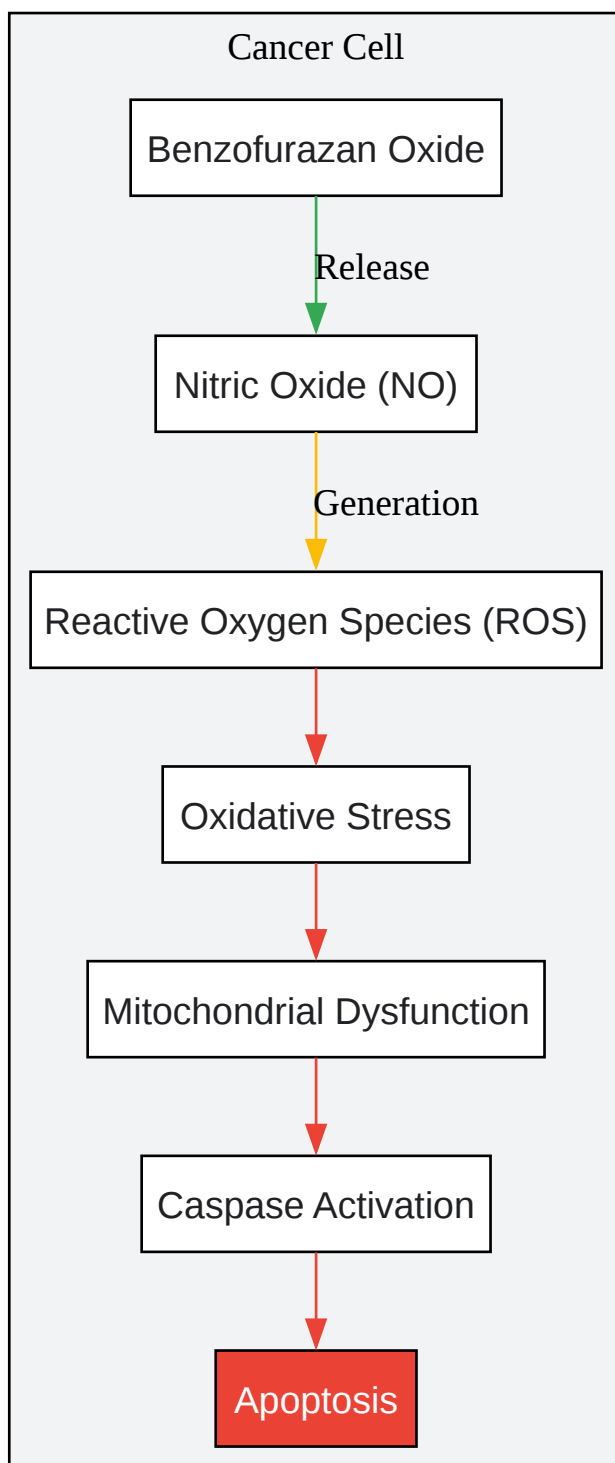 Cancer Cell
Benzofurazan Oxide
Release
Nitric Oxide (NO)
Generation
Reactive Oxygen Species (ROS)
Oxidative Stress
Mitochondrial Dysfunction
Caspase Activation
Apoptosis